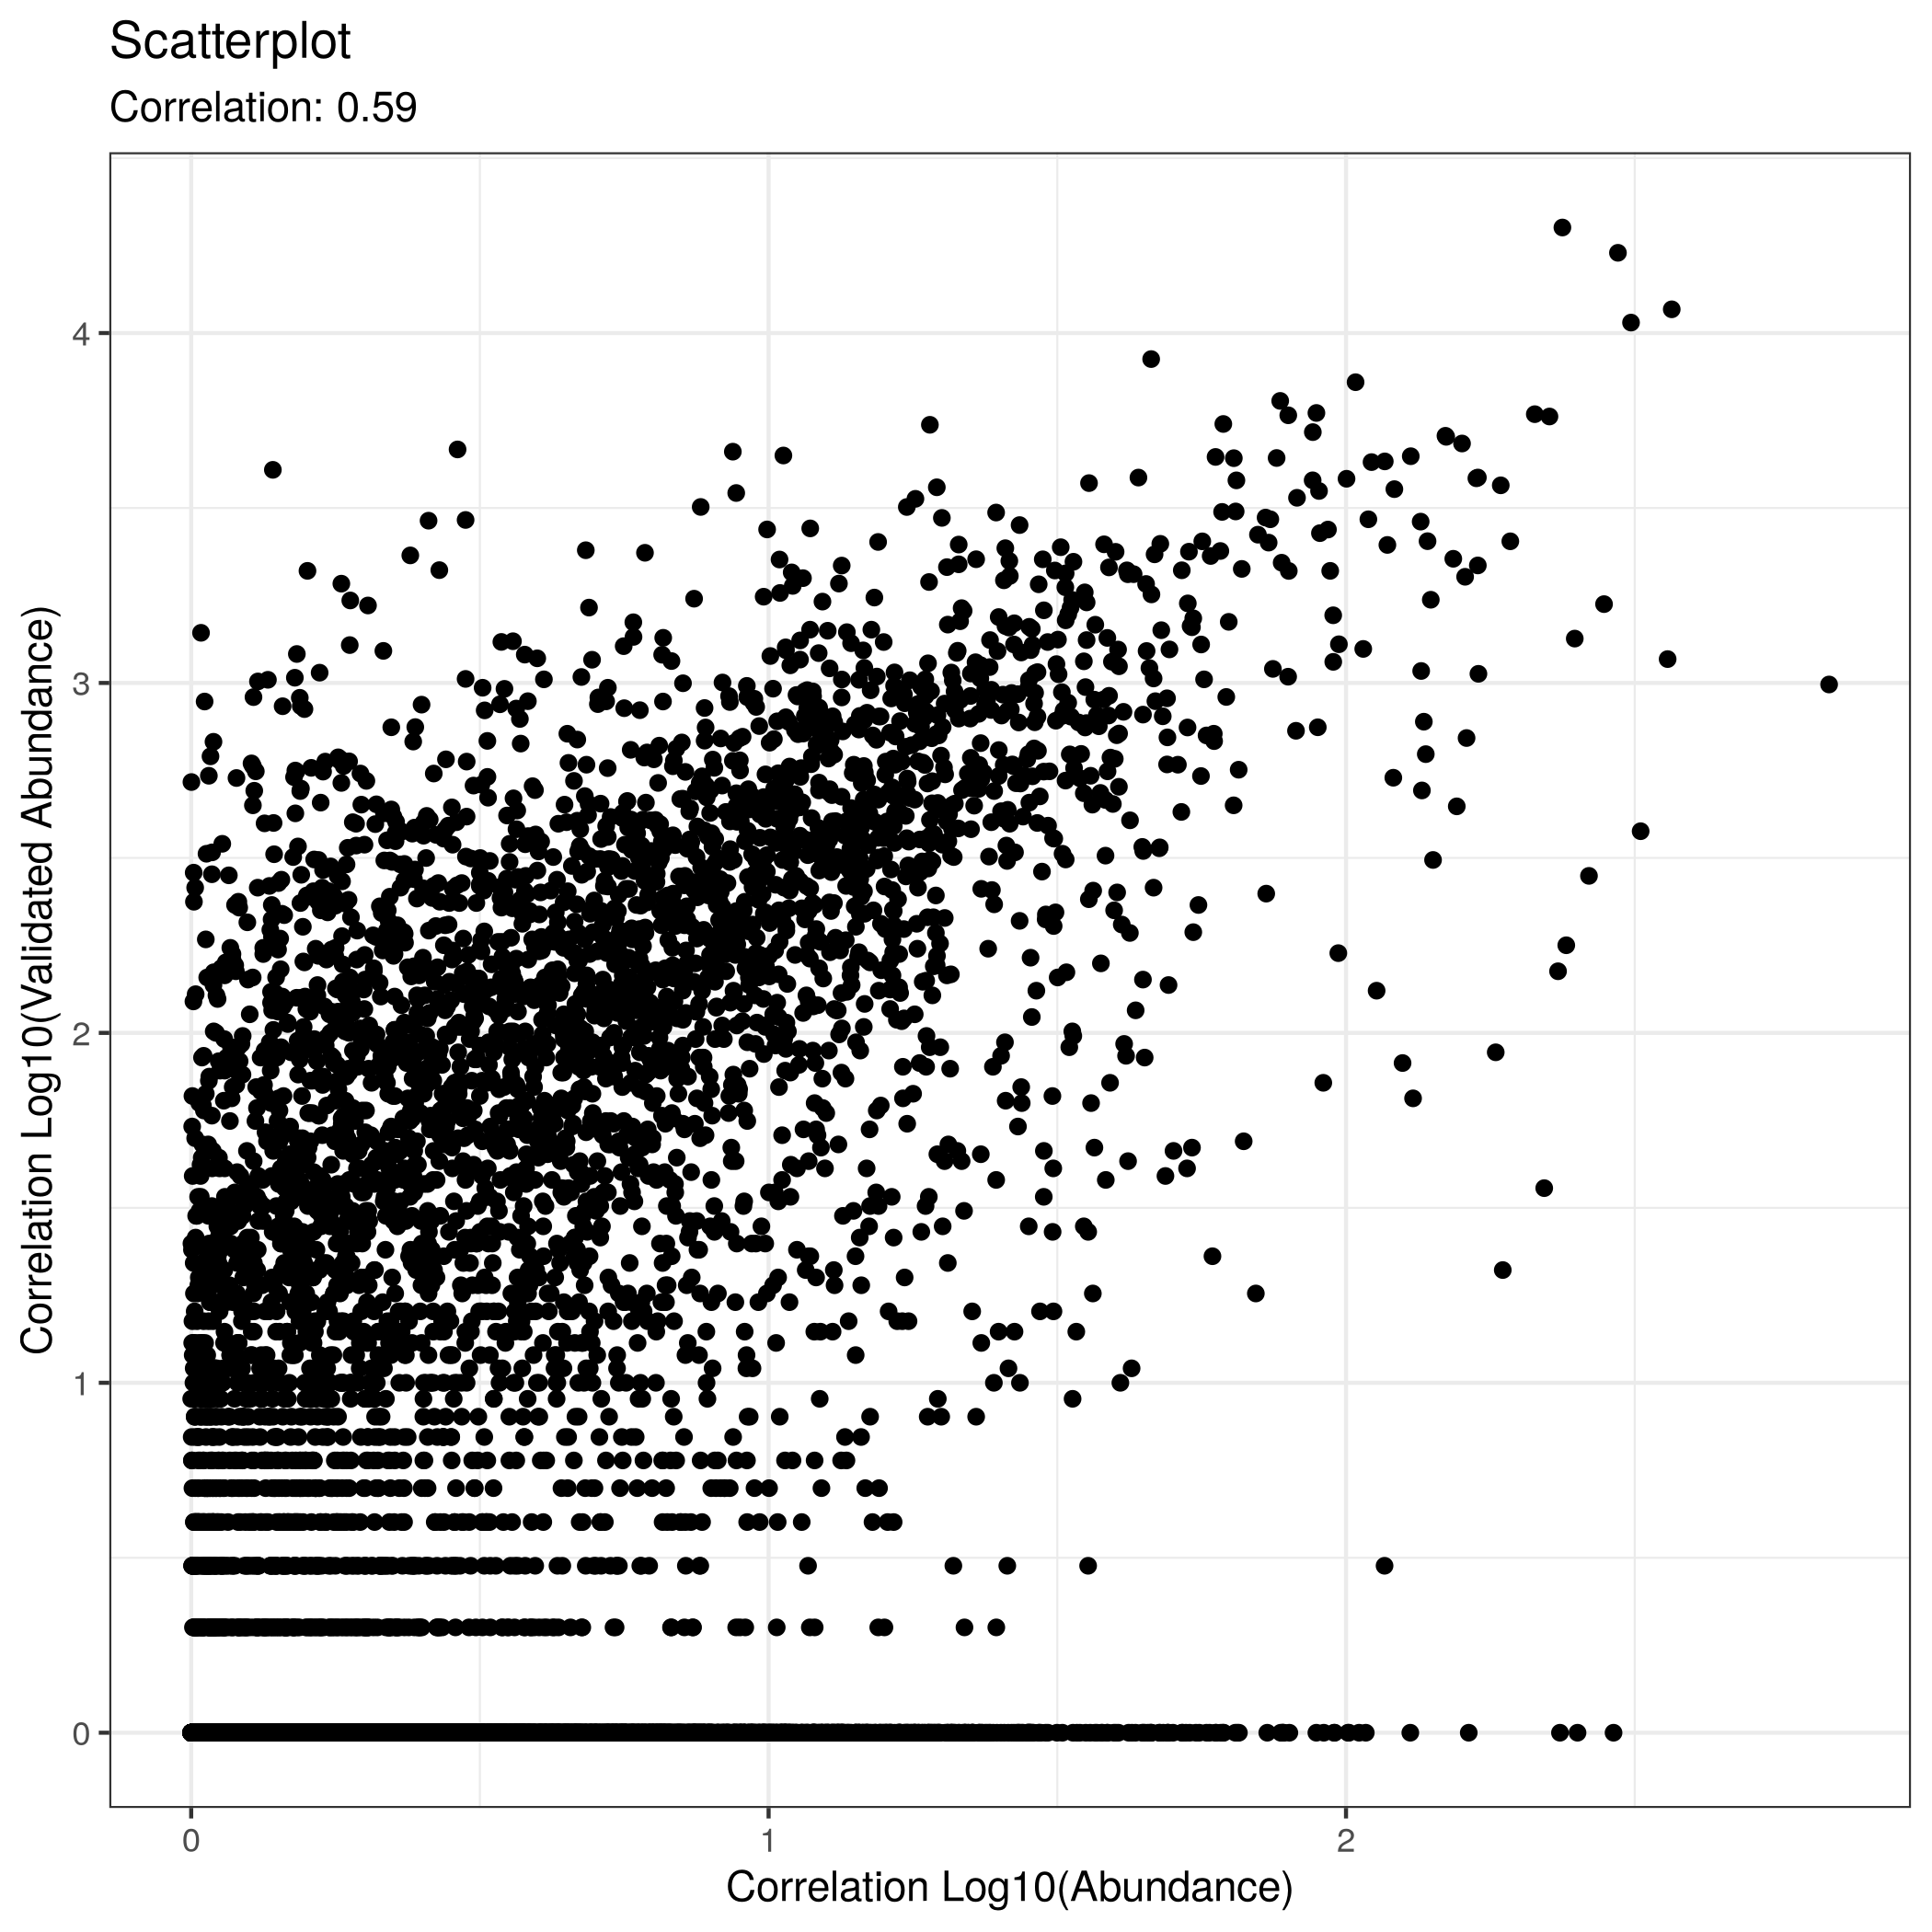 Scatterplot
Correlation: 0.59
Correlation Log10(Validated Abundance)
4
3
2
1
0
0 1 2
Correlation Log10(Abundance)